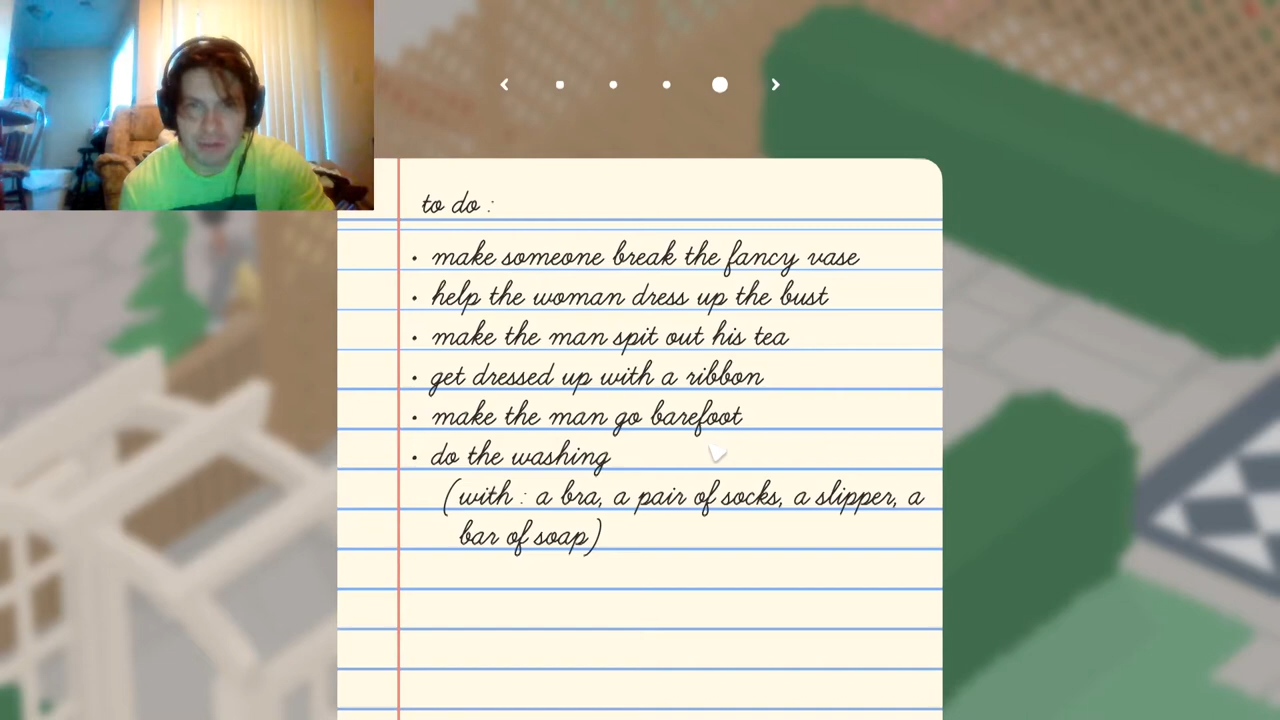 to do :
• make someone break the fancy vase
• help the woman dress up the bust
• make the man spit out his tea
• get dressed up with a ribbon
• make the man go barefoot
• do the washing
(with : a bra, a pair of socks, a slipper, a
bar of soap)